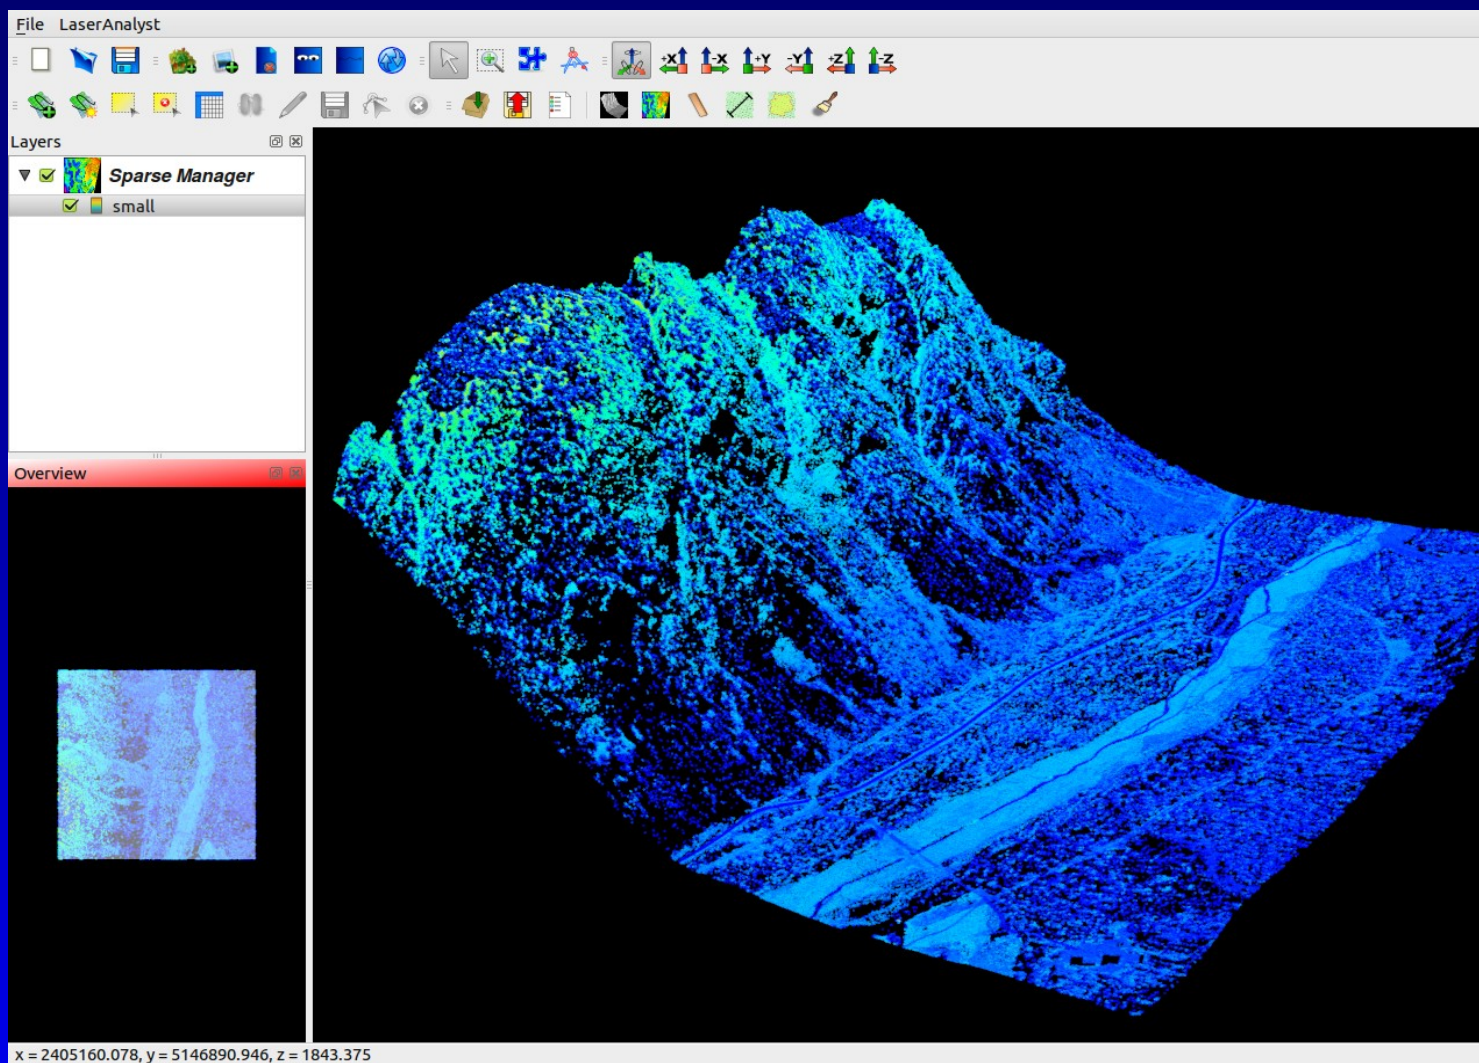 File LaserAnalyst
+X -X +Y -Y +Z -Z
Layers
Sparse Manager
small
Overview
x = 2405160.078, y = 5146890.946, z = 1843.375